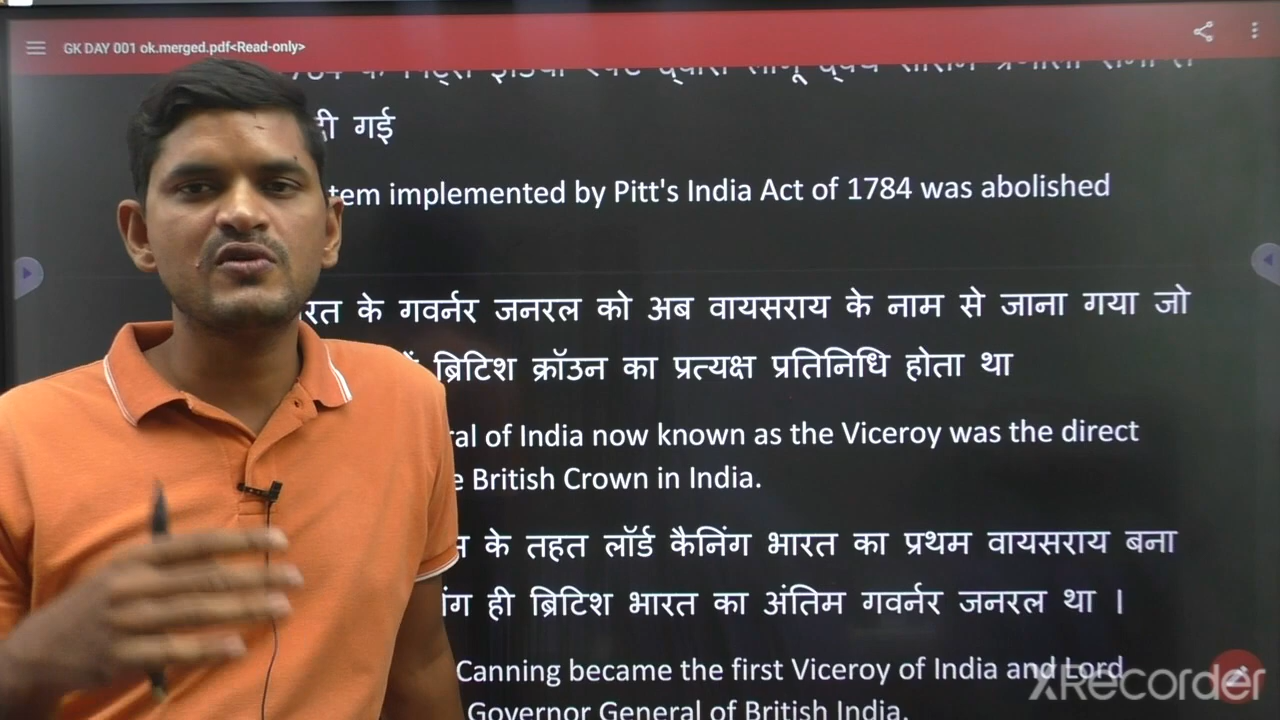 GK DAY 001 ok.merged.pdf<Read-only>
दी गई
tem implemented by Pitt's India Act of 1784 was abolished
रत के गवर्नर जनरल को अब वायसराय के नाम से जाना गया जो
ब्रिटिश क्रॉउन का प्रत्यक्ष प्रतिनिधि होता था
ral of India now known as the Viceroy was the direct
e British Crown in India.
के तहत लॉर्ड कैनिंग भारत का प्रथम वायसराय बना
ंग ही ब्रिटिश भारत का अंतिम गवर्नर जनरल था ।
Canning became the first Viceroy of India and Lord
Governor General of British India.
XRecorder